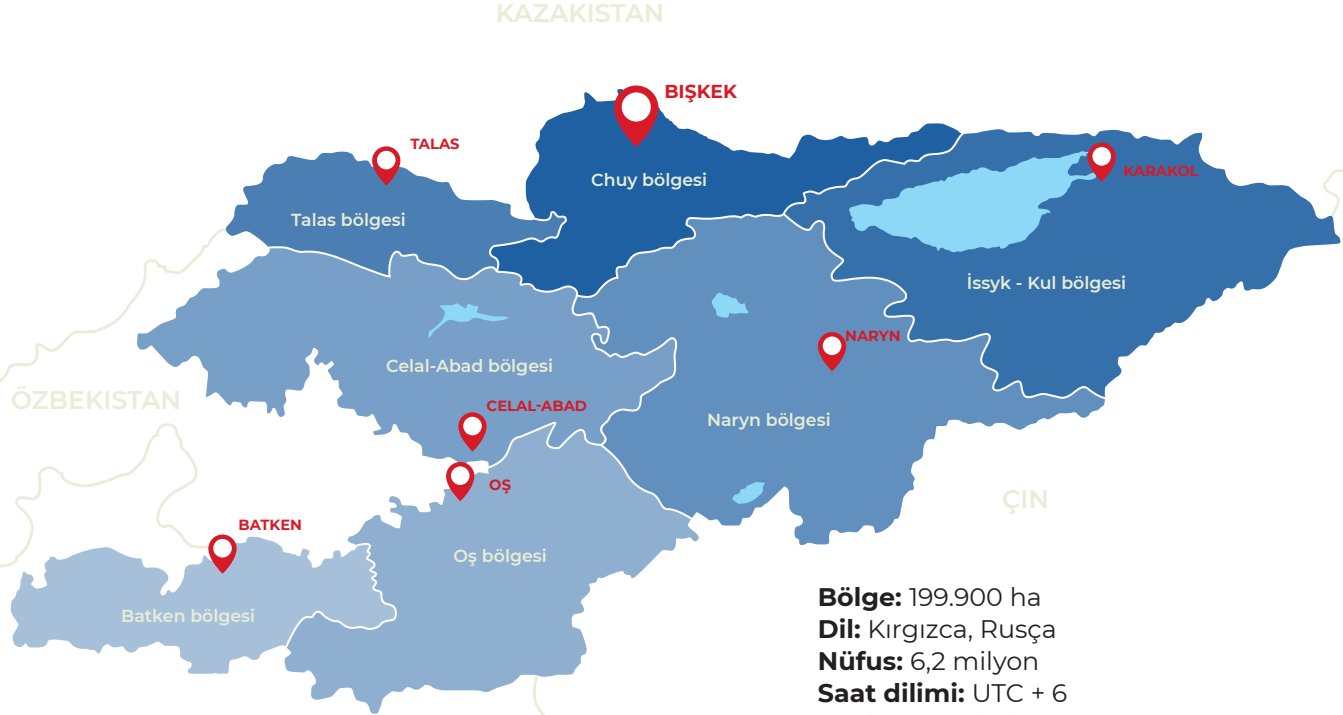 KAZAKISTAN
BIŞKEK
TALAS
KARAKOL
Chuy bölgesi
Talas bölgesi
İssyk - Kul bölgesi
NARYN
Celal-Abad bölgesi
ÖZBEKISTAN
CELAL-ABAD
Naryn bölgesi
OŞ
ÇIN
BATKEN
Oş bölgesi
Batken bölgesi
Bölge: 199.900 ha
Dil: Kırgızca, Rusça
Nüfus: 6,2 milyon
Saat dilimi: UTC + 6